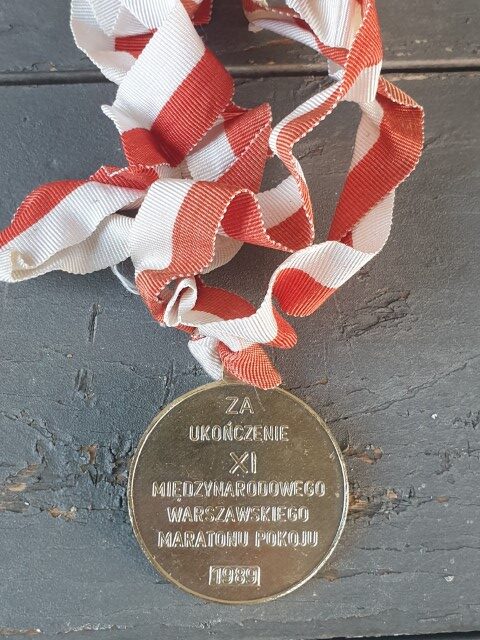 ZA
UKOŃCZENIE
XI
MIĘDZYNARODOWEGO
WARSZAWSKIEGO
MARATONU POKOJU
1989